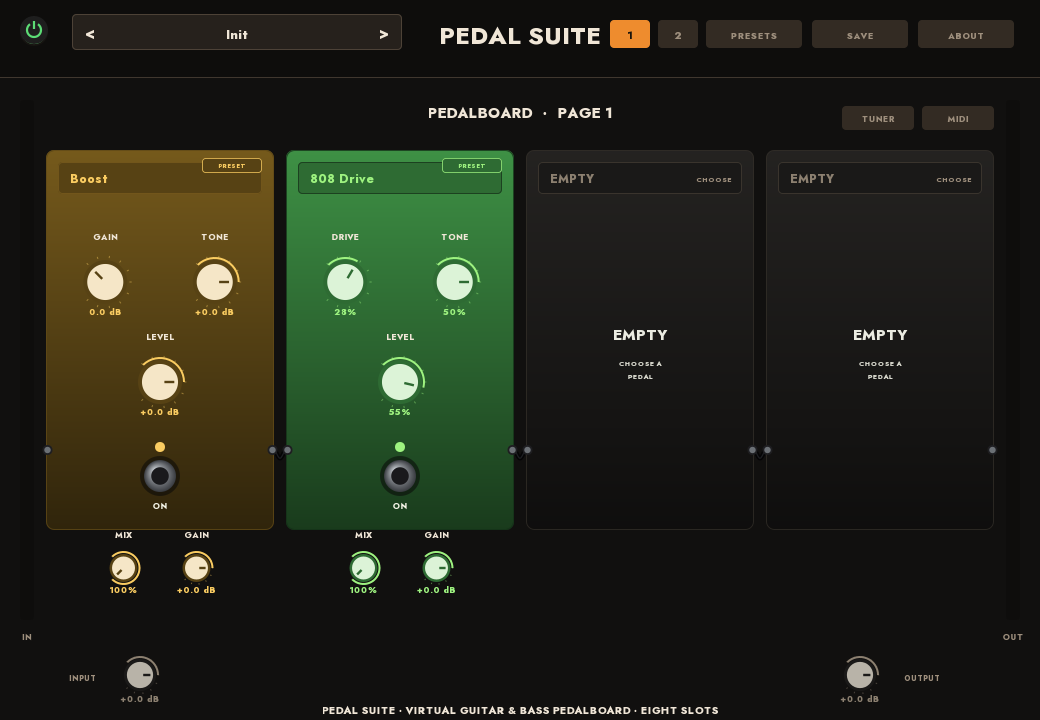 < Init >
PEDAL SUITE
1
2
PRESETS
SAVE
ABOUT
PEDALBOARD · PAGE 1
TUNER
MIDI
PRESET
Boost
GAIN
TONE
0.0 dB
+0.0 dB
LEVEL
+0.0 dB
ON
MIX
GAIN
100%
+0.0 dB
PRESET
808 Drive
DRIVE
TONE
28%
50%
LEVEL
55%
ON
MIX
GAIN
100%
+0.0 dB
EMPTY
CHOOSE
EMPTY
CHOOSE A
PEDAL
EMPTY
CHOOSE
EMPTY
CHOOSE A
PEDAL
IN
OUT
INPUT
+0.0 dB
OUTPUT
+0.0 dB
PEDAL SUITE · VIRTUAL GUITAR & BASS PEDALBOARD · EIGHT SLOTS